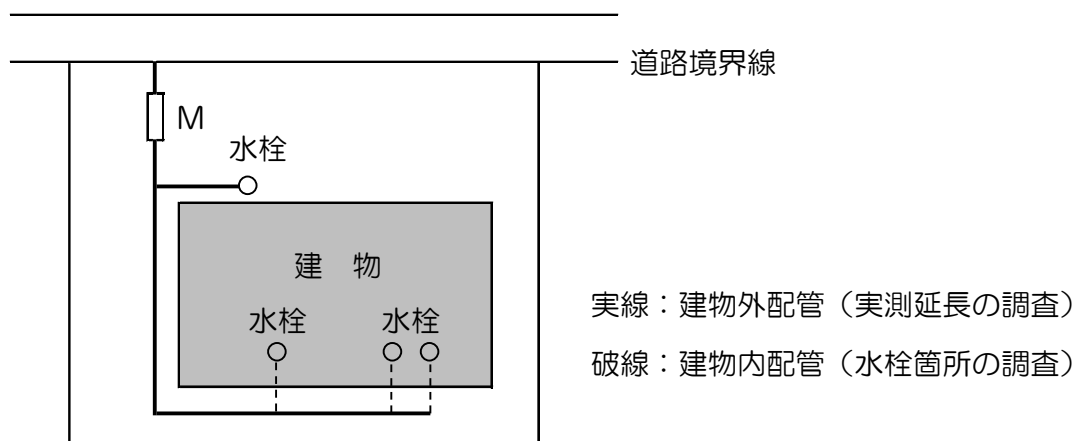 道路境界線
M
水栓
建 物
水栓 水栓
実線：建物外配管（実測延長の調査）
破線：建物内配管（水栓箇所の調査）